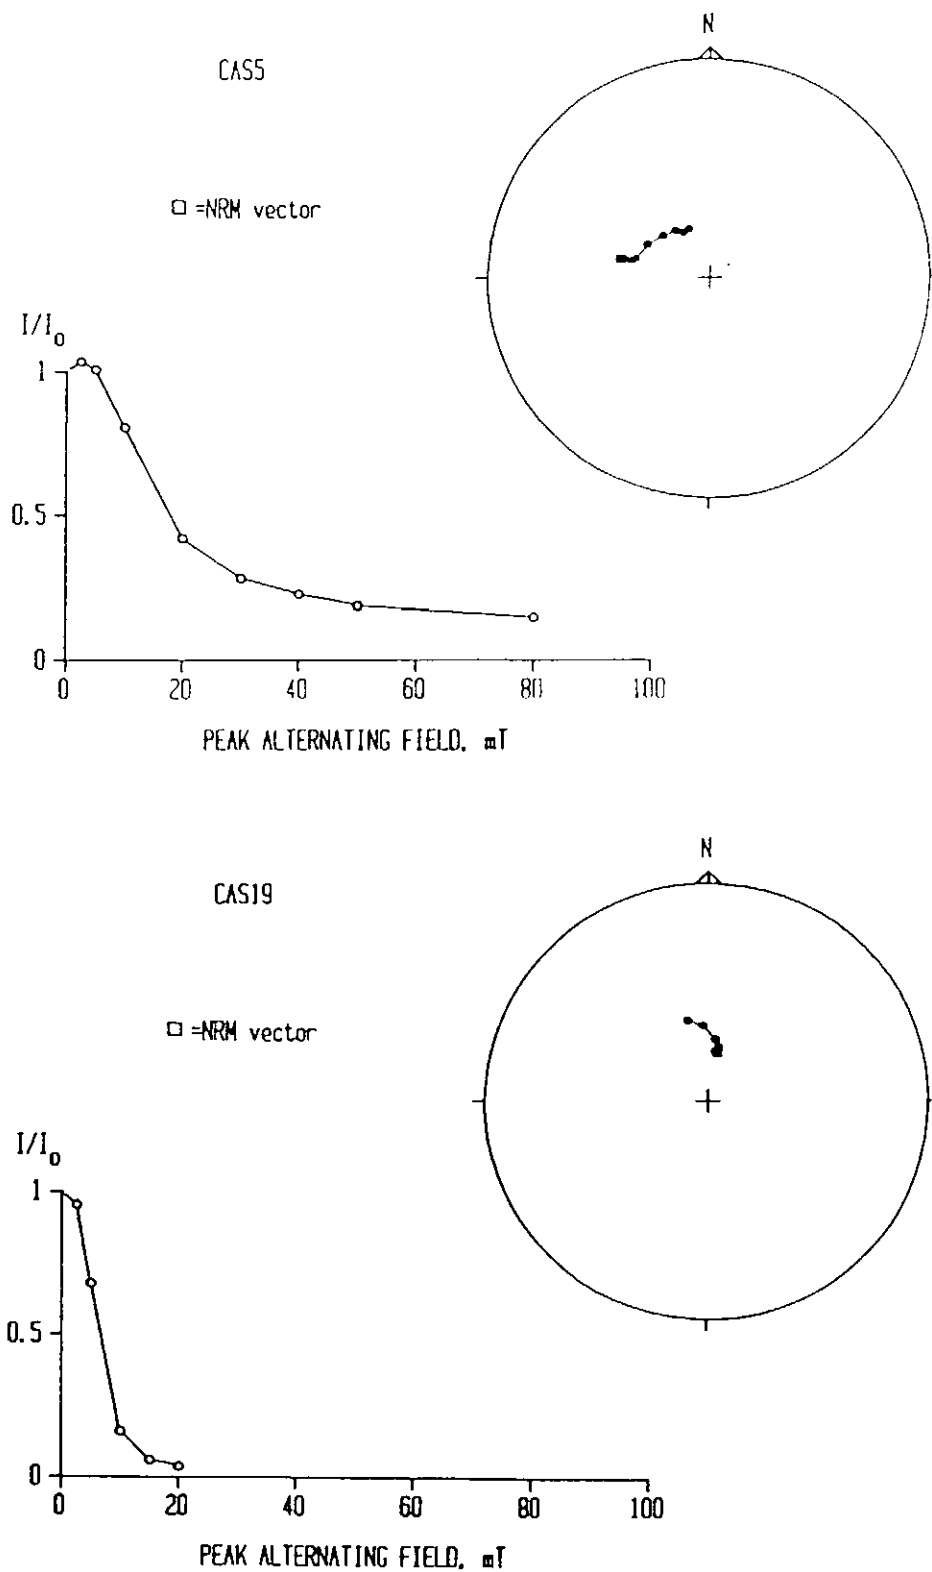 N
CAS5
□ =NRM vector
I/I₀
1
0.5
0
0 20 40 60 80 100
PEAK ALTERNATING FIELD. mT
N
CAS19
□ =NRM vector
I/I₀
1
0.5
0
0 20 40 60 80 100
PEAK ALTERNATING FIELD. mT